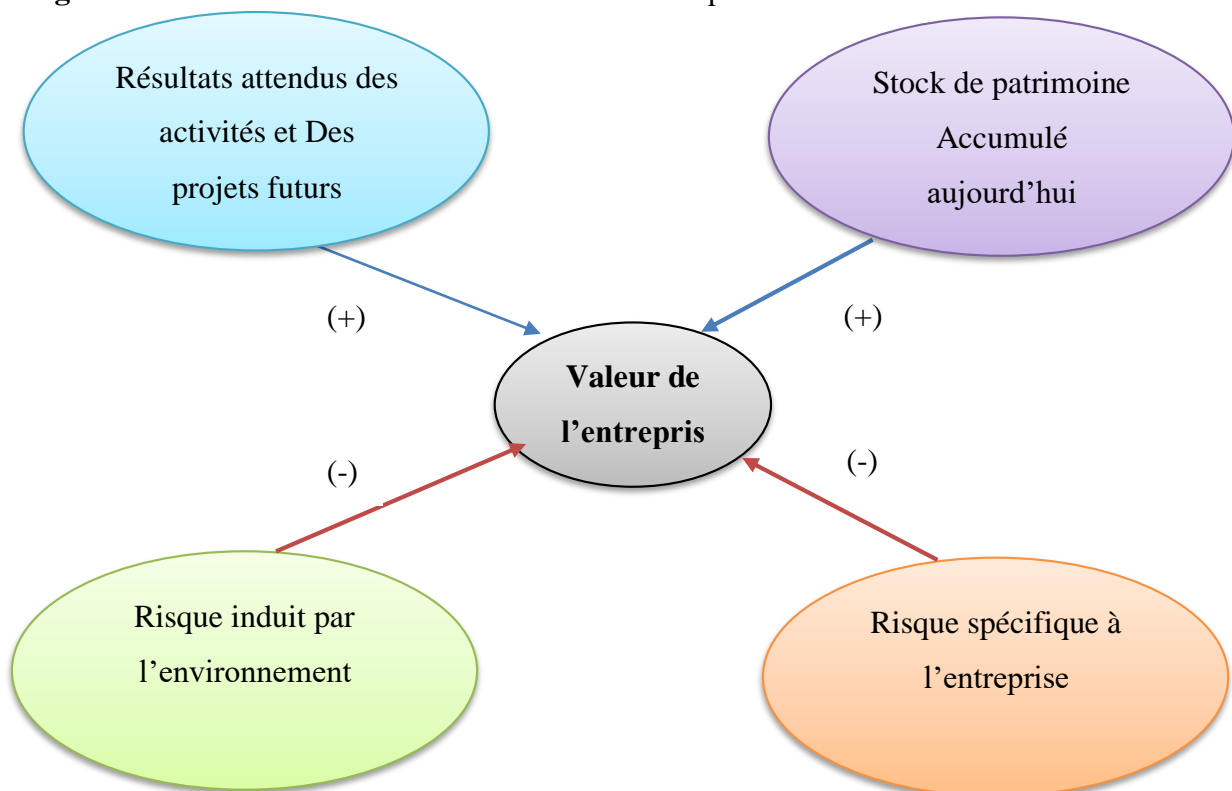 Résultats attendus des
activités et Des
projets futurs
Stock de patrimoine
Accumulé
aujourd’hui
(+)
(+)
Valeur de
l’entrepris
(-)
(-)
Risque induit par
l’environnement
Risque spécifique à
l’entreprise